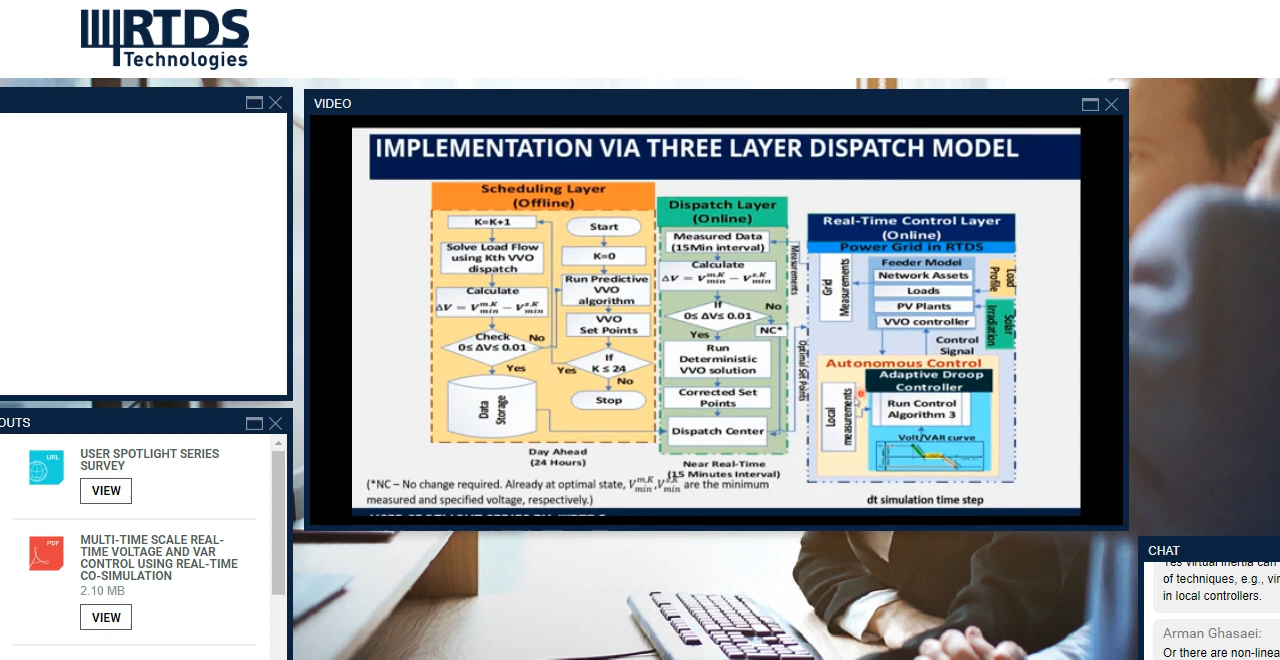 RTDS
Technologies
VIDEO
IMPLEMENTATION VIA THREE LAYER DISPATCH MODEL
Scheduling Layer
(Offline)
K=K+1
Solve Load Flow
using Kth VVO
dispatch
Calculate
ΔV = V^{m,K}_{min} − V^{s,K}_{min}
Check
0≤ ΔV≤ 0.01
No
Yes
Data
Storage
Start
K=0
Run Predictive
VVO
algorithm
VVO
Set Points
If
K ≤ 24
Yes
No
Stop
Day Ahead
(24 Hours)
Dispatch Layer
(Online)
Measured Data
(15Min interval)
Calculate
ΔV = V^{m,K}_{min} − V^{s,K}_{min}
If
0≤ ΔV≤ 0.01
No
NC*
Yes
Run
Deterministic
VVO solution
Corrected Set
Points
Dispatch Center
Near Real-Time
(15 Minutes Interval)
Measurements
Optimal Set Points
Real-Time Control Layer
(Online)
Power Grid in RTDS
Grid
Measurements
Feeder Model
Network Assets
Loads
PV Plants
VVO controller
Load
Profile
Solar
Irradiation
Control
Signal
Autonomous Control
Adaptive Droop
Controller
Local
measurements
Run Control
Algorithm 3
Volt/VAR curve
dt simulation time step
(*NC – No change required. Already at optimal state, V^{m,K}_{min}, V^{s,K}_{min} are the minimum
measured and specified voltage, respectively.)
OUTS
URL
USER SPOTLIGHT SERIES
SURVEY
VIEW
PDF
MULTI-TIME SCALE REAL-
TIME VOLTAGE AND VAR
CONTROL USING REAL-TIME
CO-SIMULATION
2.10 MB
VIEW
CHAT
Yes virtual inertia can
of techniques, e.g., vir
in local controllers.
Arman Ghasaei:
Or there are non-linea